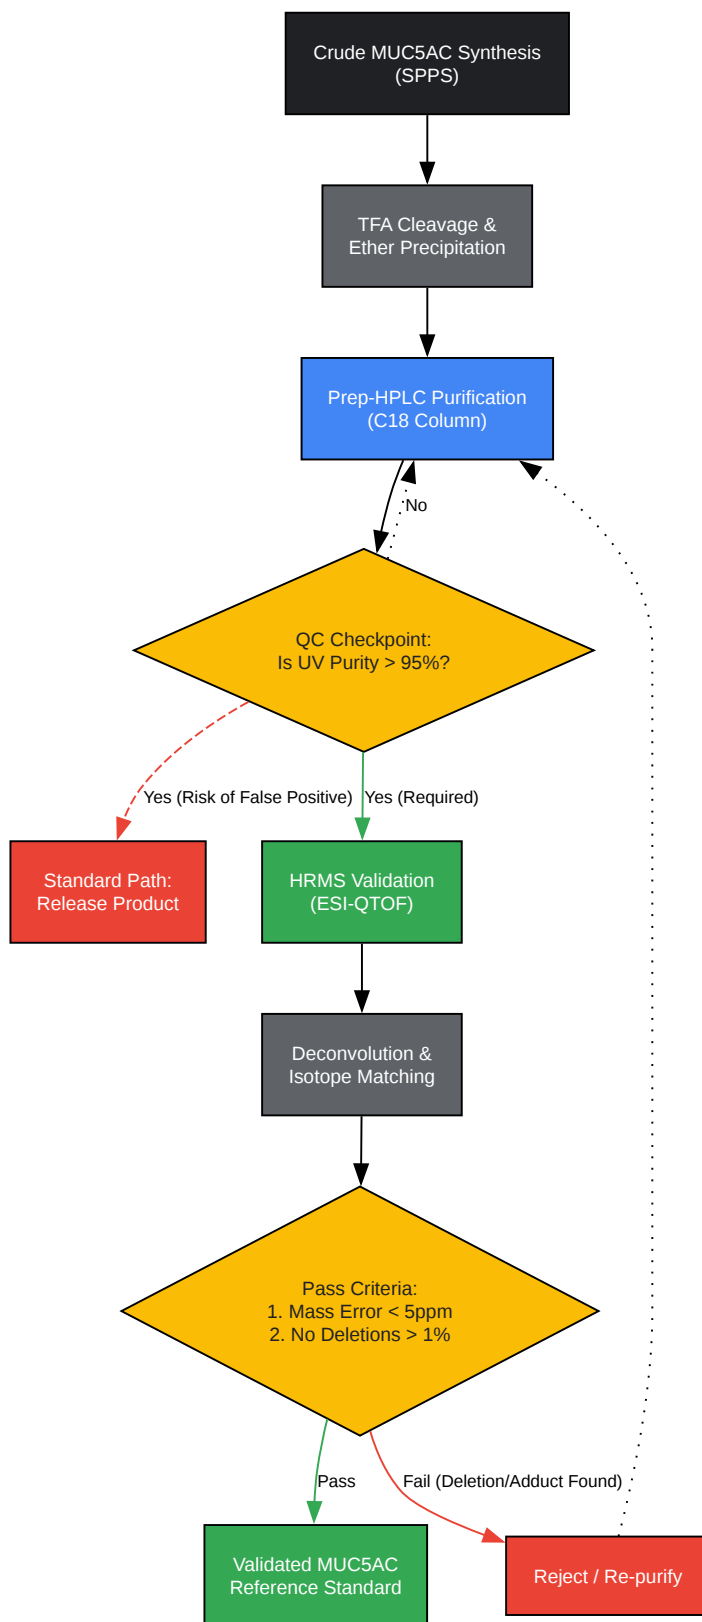 Crude MUC5AC Synthesis
(SPPS)
TFA Cleavage &
Ether Precipitation
Prep-HPLC Purification
(C18 Column)
No
QC Checkpoint:
Is UV Purity > 95%?
Yes (Risk of False Positive)
Yes (Required)
Standard Path:
Release Product
HRMS Validation
(ESI-QTOF)
Deconvolution &
Isotope Matching
Pass Criteria:
1. Mass Error < 5ppm
2. No Deletions > 1%
Pass
Fail (Deletion/Adduct Found)
Validated MUC5AC
Reference Standard
Reject / Re-purify